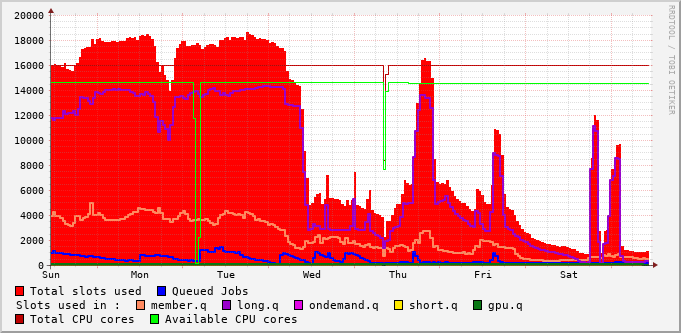 20000
18000
16000
14000
12000
10000
8000
6000
4000
2000
0
Sun Mon Tue Wed Thu Fri Sat
RRDTOOL / TOBI OETIKER
Total slots used Queued Jobs
Slots used in : member.q long.q ondemand.q short.q gpu.q
Total CPU cores Available CPU cores